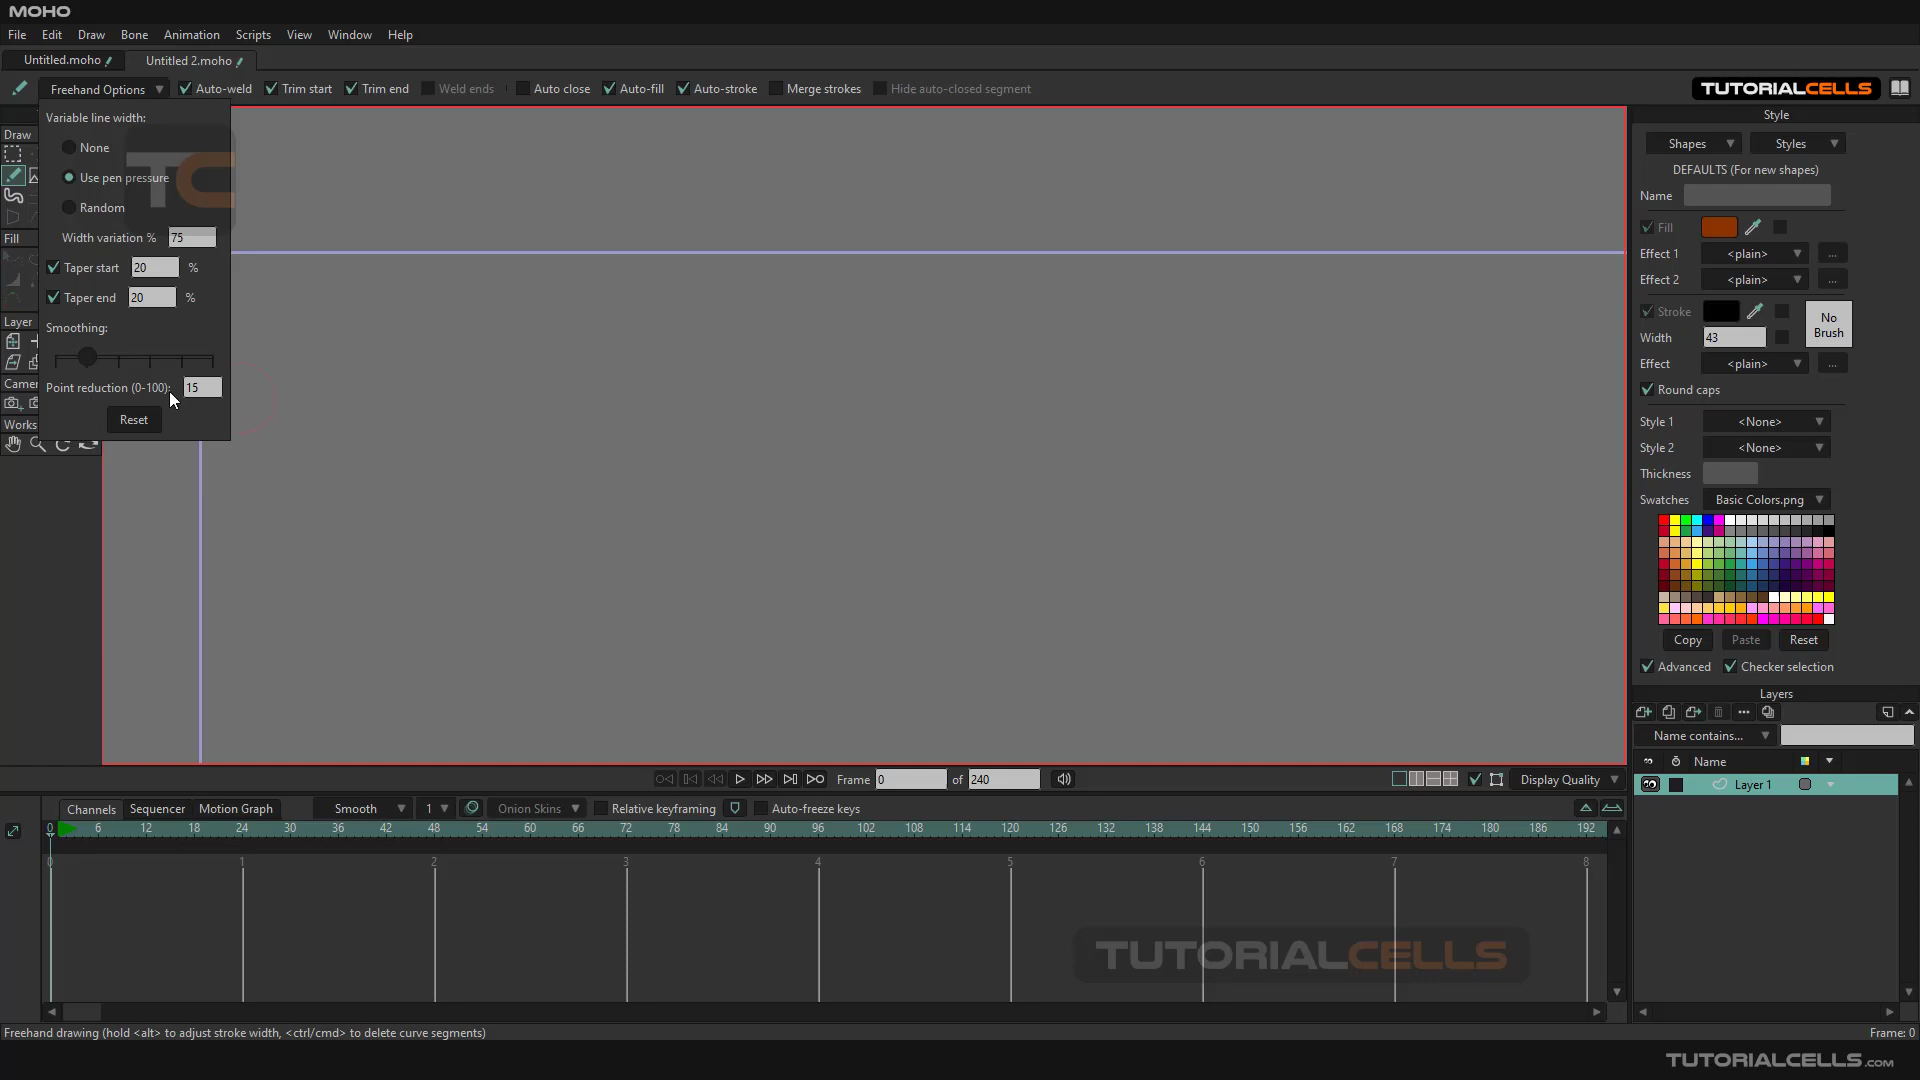 MOHO
File Edit Draw Bone Animation Scripts View Window Help
Untitled.moho Untitled 2.moho
Freehand Options Auto-weld Trim start Trim end Weld ends Auto close Auto-fill Auto-stroke Merge strokes Hide auto-closed segment TUTORIALCELLS
Style
Variable line width:
Draw
None
Use pen pressure
TC
Random
Fill
Width variation % 75
Taper start 20 %
Taper end 20 %
Layer
Smoothing:
Camer
Point reduction (0-100): 15
Works
Reset
Shapes Styles
DEFAULTS (For new shapes)
Name
Fill
Effect 1 <plain> ...
Effect 2 <plain> ...
Stroke
No Brush
Width 43
Effect <plain> ...
Round caps
Style 1 <None>
Style 2 <None>
Thickness
Swatches Basic Colors.png
Copy Paste Reset
Advanced Checker selection
Layers
Name contains...
Name
Layer 1
Frame 0 of 240 Display Quality
Channels Sequencer Motion Graph Smooth 1 Onion Skins Relative keyframing Auto-freeze keys
0 6 12 18 24 30 36 42 48 54 60 66 72 78 84 90 96 102 108 114 120 126 132 138 144 150 156 162 168 174 180 186 192
0 1 2 3 4 5 6 7 8
TUTORIALCELLS
Freehand drawing (hold <alt> to adjust stroke width, <ctrl/cmd> to delete curve segments) Frame: 0
TUTORIALCELLS.COM